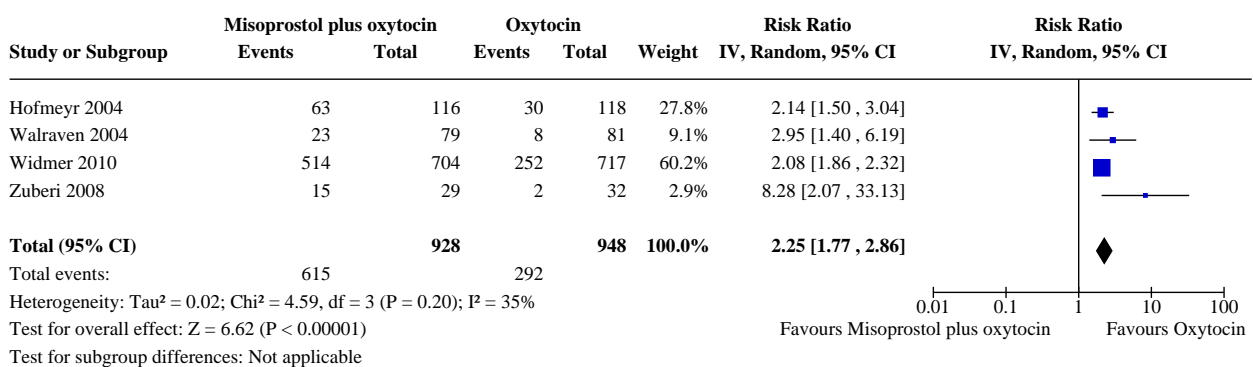 Misoprostol plus oxytocin Oxytocin Risk Ratio Risk Ratio
Study or Subgroup Events Total Events Total Weight IV, Random, 95% CI IV, Random, 95% CI
Hofmeyr 2004 63 116 30 118 27.8% 2.14 [1.50 , 3.04]
Walraven 2004 23 79 8 81 9.1% 2.95 [1.40 , 6.19]
Widmer 2010 514 704 252 717 60.2% 2.08 [1.86 , 2.32]
Zuberi 2008 15 29 2 32 2.9% 8.28 [2.07 , 33.13]
Total (95% CI) 928 948 100.0% 2.25 [1.77 , 2.86]
Total events: 615 292
Heterogeneity: Tau² = 0.02; Chi² = 4.59, df = 3 (P = 0.20); I² = 35%
0.01 0.1 1 10 100
Test for overall effect: Z = 6.62 (P < 0.00001)
Favours Misoprostol plus oxytocin Favours Oxytocin
Test for subgroup differences: Not applicable